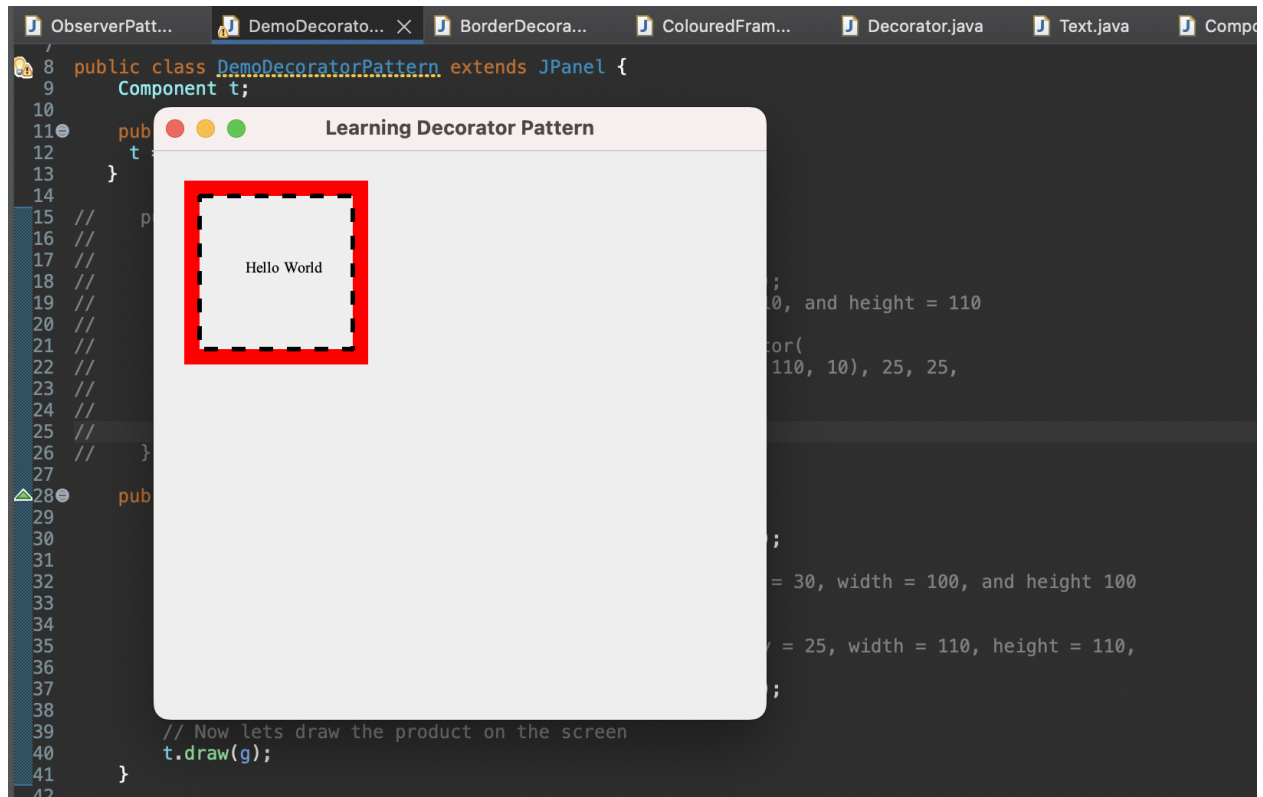 ObserverPatt... DemoDecorato... BorderDecora... ColouredFram... Decorator.java Text.java Compo
7
8 public class DemoDecoratorPattern extends JPanel {
9 Component t;
10
11 pub
12 t =
13 }
14
15 // p
16 //
17 //
18 // ;
19 // 10, and height = 110
20 //
21 // tor(
22 // 110, 10), 25, 25,
23 //
24 //
25 //
26 // }
27
28 pub
29
30 );
31
32 = 30, width = 100, and height 100
33
34
35 y = 25, width = 110, height = 110,
36
37 );
38
39 // Now lets draw the product on the screen
40 t.draw(g);
41 }
42
Learning Decorator Pattern
Hello World